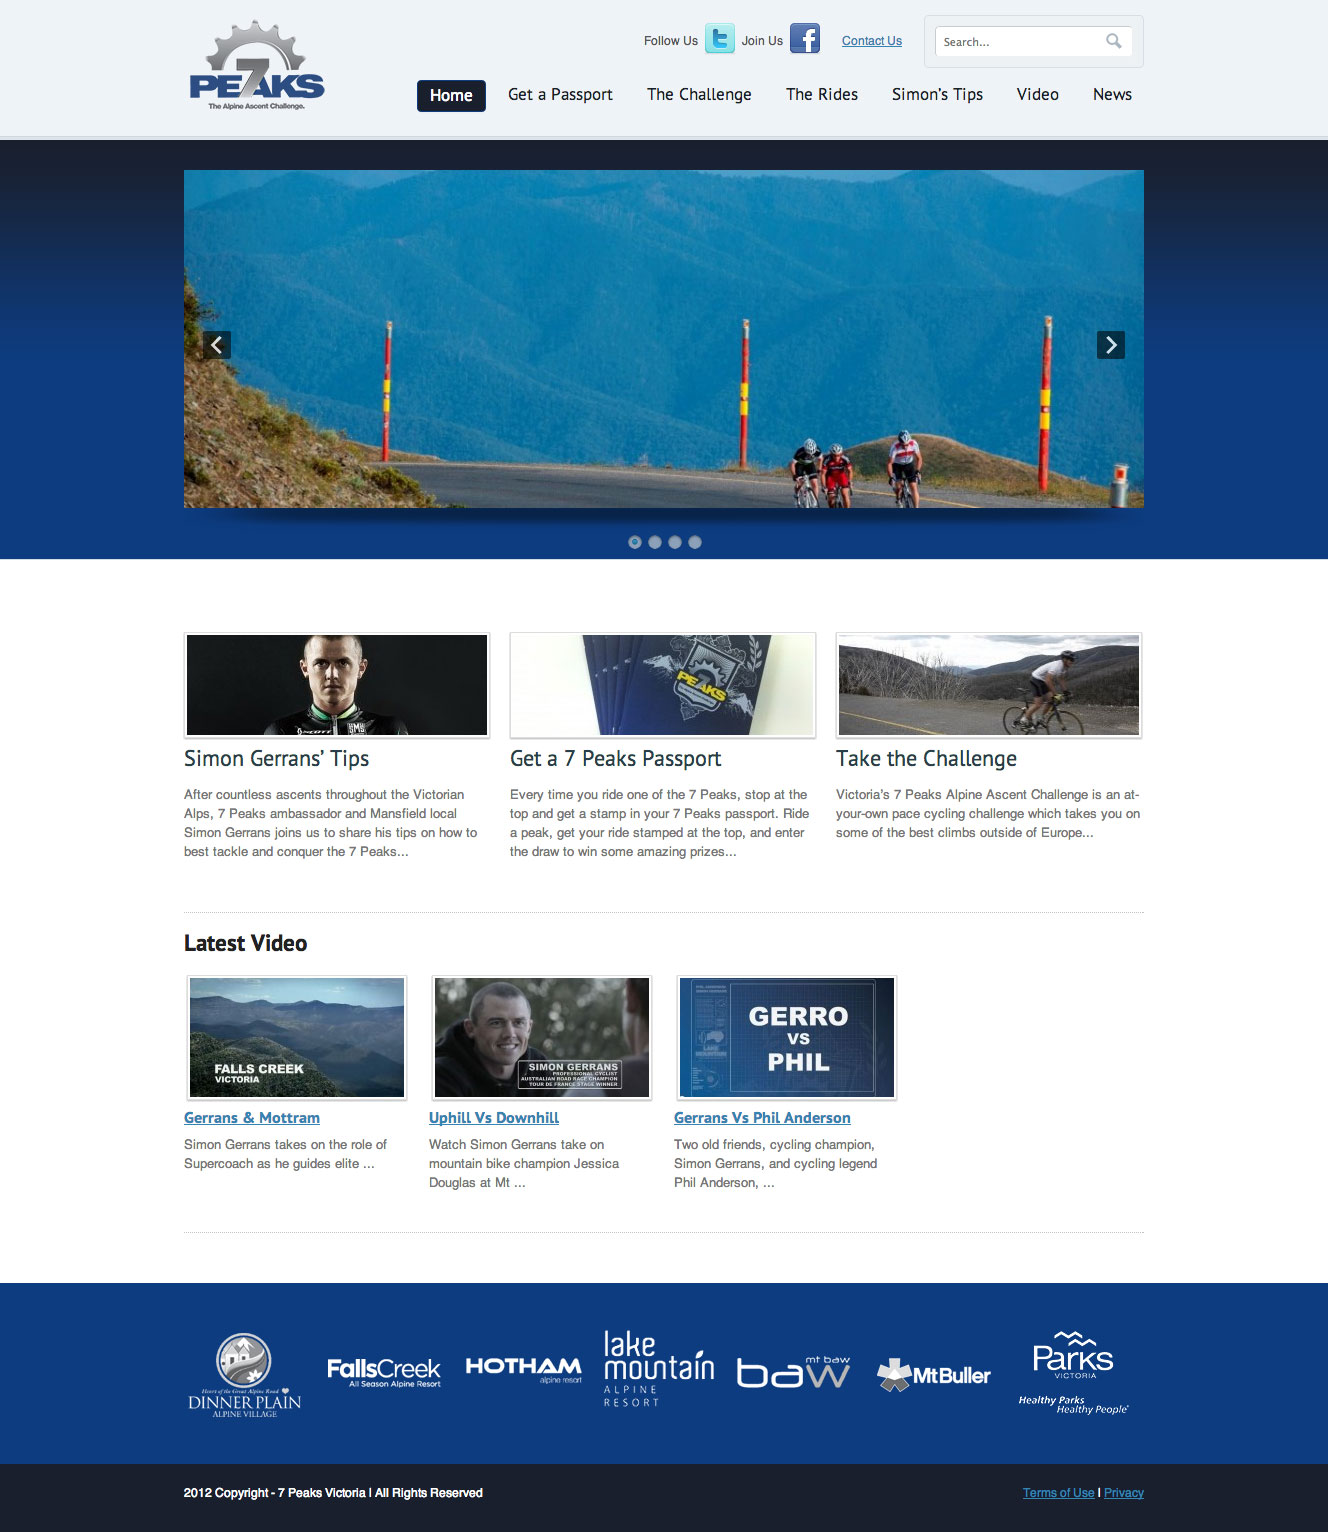 PE7AKS
The Alpine Ascent Challenge.
Follow Us
Join Us
Contact Us
Search...
Home
Get a Passport
The Challenge
The Rides
Simon's Tips
Video
News
SCOTT
PE7AKS
Simon Gerrans' Tips
After countless ascents throughout the Victorian
Alps, 7 Peaks ambassador and Mansfield local
Simon Gerrans joins us to share his tips on how to
best tackle and conquer the 7 Peaks...
Get a 7 Peaks Passport
Every time you ride one of the 7 Peaks, stop at the
top and get a stamp in your 7 Peaks passport. Ride
a peak, get your ride stamped at the top, and enter
the draw to win some amazing prizes...
Take the Challenge
Victoria's 7 Peaks Alpine Ascent Challenge is an at-
your-own pace cycling challenge which takes you on
some of the best climbs outside of Europe...
Latest Video
FALLS CREEK
VICTORIA
SIMON GERRANS
PROFESSIONAL CYCLIST
AUSTRALIAN ROAD RACE CHAMPION
TOUR DE FRANCE STAGE WINNER
LAKE
MOUNTAIN
GERRO
VS
PHIL
Gerrans & Mottram
Simon Gerrans takes on the role of
Supercoach as he guides elite ...
Uphill Vs Downhill
Watch Simon Gerrans take on
mountain bike champion Jessica
Douglas at Mt ...
Gerrans Vs Phil Anderson
Two old friends, cycling champion,
Simon Gerrans, and cycling legend
Phil Anderson, ...
Heart of the Great Alpine Road
DINNER PLAIN
ALPINE VILLAGE
FallsCreek
All Season Alpine Resort
HOTHAM
alpine resort
lake
mountain
ALPINE
RESORT
mt baw
baw
Mt Buller
Parks
VICTORIA
Healthy Parks
Healthy People
2012 Copyright - 7 Peaks Victoria | All Rights Reserved
Terms of Use | Privacy